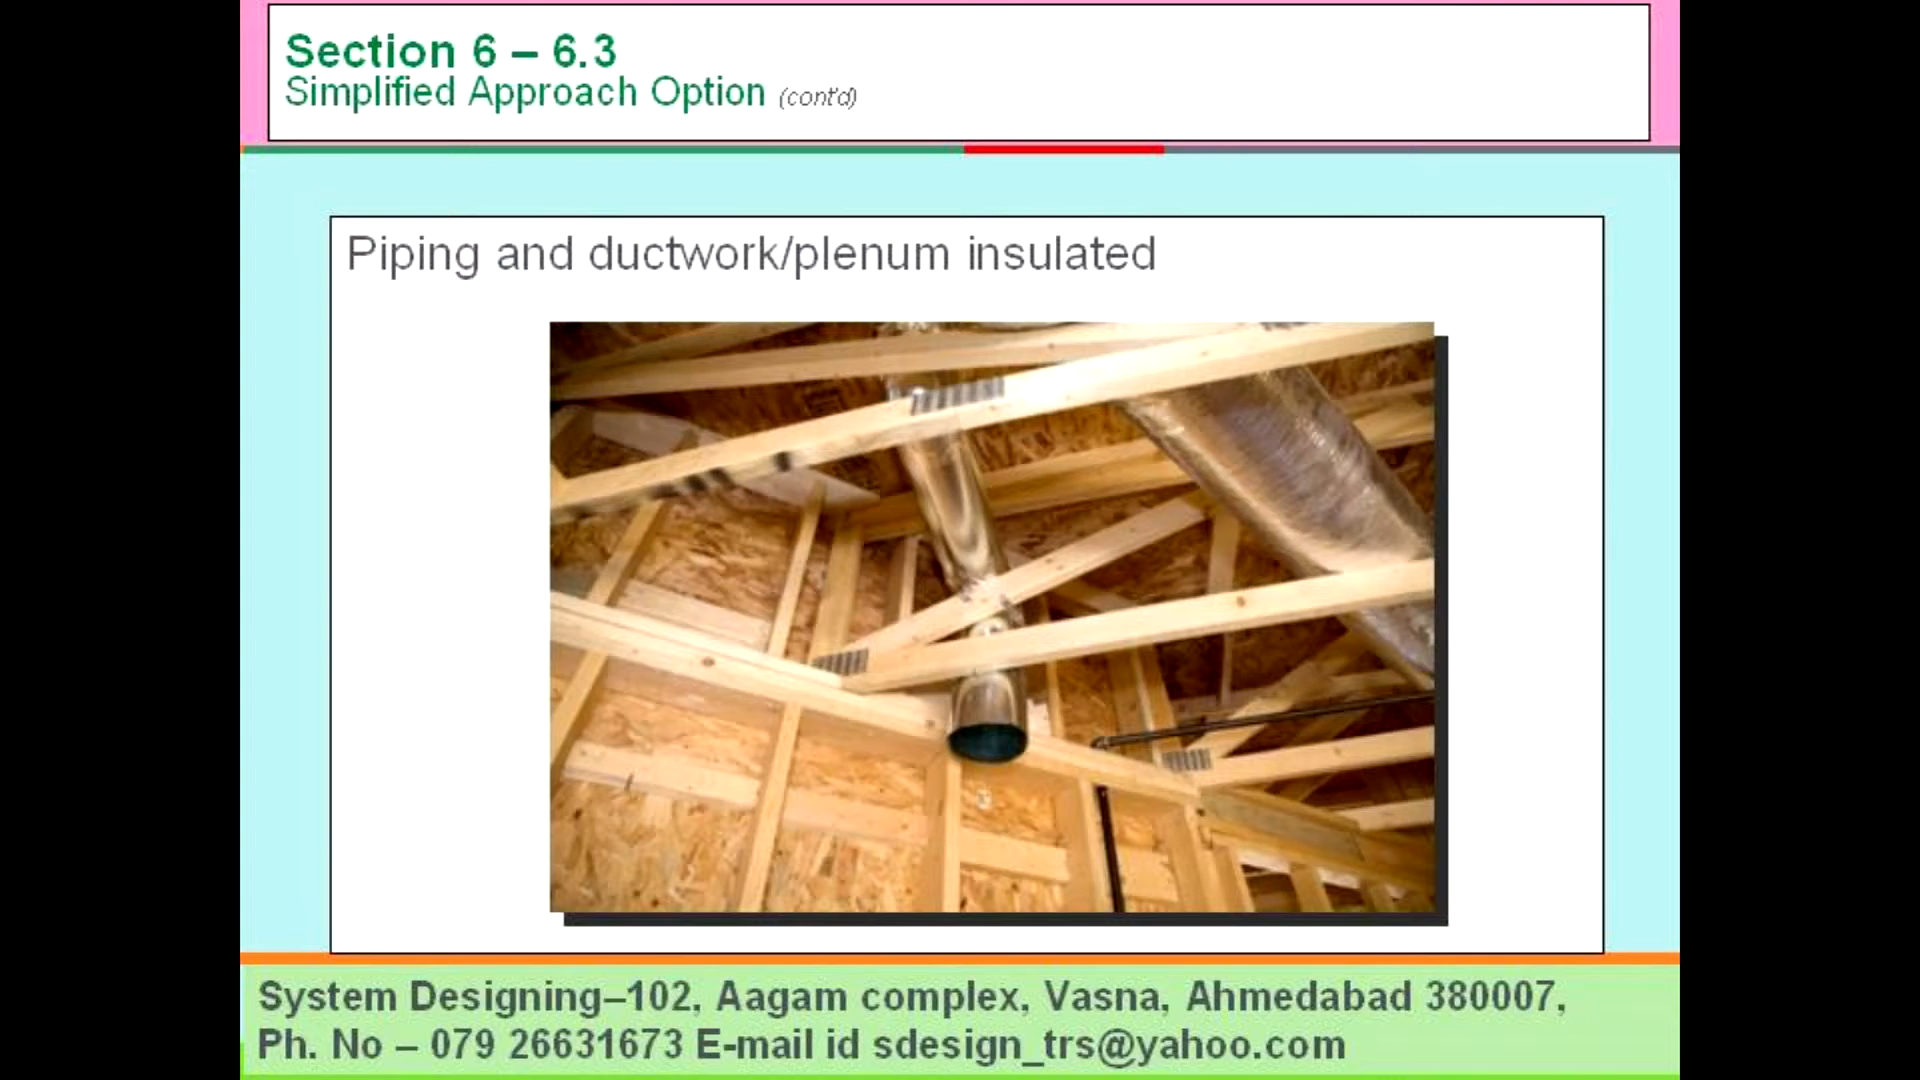 Section 6 – 6.3
Simplified Approach Option (cont'd)
Piping and ductwork/plenum insulated
System Designing–102, Aagam complex, Vasna, Ahmedabad 380007,
Ph. No – 079 26631673 E-mail id sdesign_trs@yahoo.com